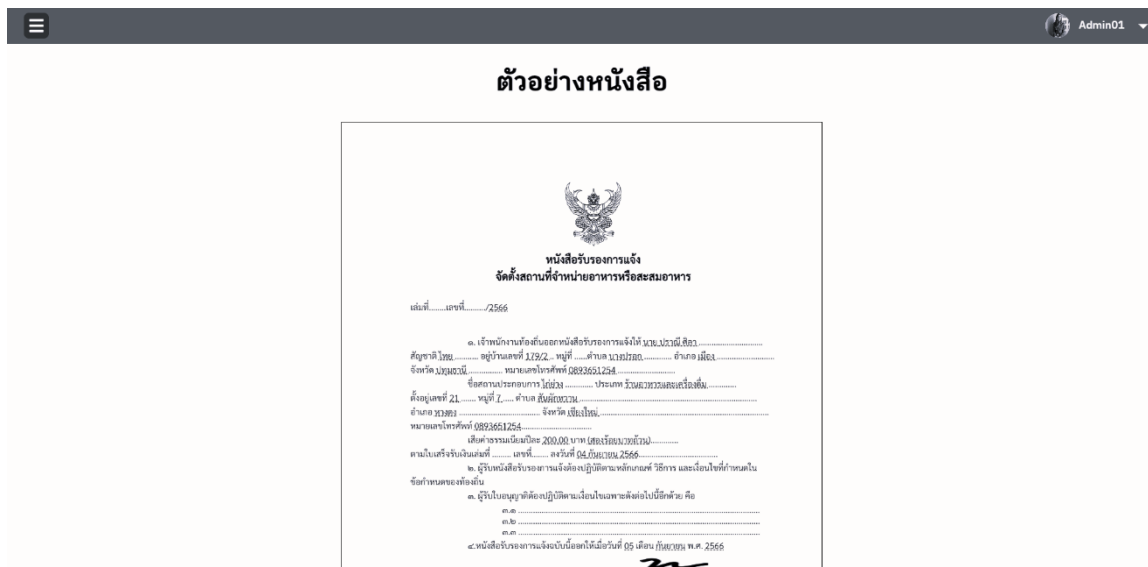 Admin01
ตัวอย่างหนังสือ
หนังสือรับรองการแจ้ง
จัดตั้งสถานที่จำหน่ายอาหารหรือสะสมอาหาร
เล่มที่........เลขที่........../2566
๑. เจ้าพนักงานท้องถิ่นออกหนังสือรับรองการแจ้งให้ นาย ปราณี ศิลา ............................
สัญชาติ ไทย ........... อยู่บ้านเลขที่ 179/2 .. หมู่ที่ ......ตำบล บางปรอก ............ อำเภอ เมือง ..........................
จังหวัด ปทุมธานี ............... หมายเลขโทรศัพท์ 0893651254 ..........................
ชื่อสถานประกอบการ ไก่ย่าง ............ ประเภท ร้านอาหารและเครื่องดื่ม ............
ตั้งอยู่เลขที่ 21 ....... หมู่ที่ 7 ..... ตำบล สันผักหวาน ..............................................................................
อำเภอ หางดง .................................... จังหวัด เชียงใหม่ ...........................................................................
หมายเลขโทรศัพท์ 0893651254...............................
เสียค่าธรรมเนียมปีละ 200.00 บาท (สองร้อยบาทถ้วน)............
ตามใบเสร็จรับเงินเล่มที่ ......... เลขที่........ ลงวันที่ 04 กันยายน 2566...................................
๒. ผู้รับหนังสือรับรองการแจ้งต้องปฏิบัติตามหลักเกณฑ์ วิธีการ และเงื่อนไขที่กำหนดใน
ข้อกำหนดของท้องถิ่น
๓. ผู้รับใบอนุญาติต้องปฏิบัติตามเงื่อนไขเฉพาะดังต่อไปนี้อีกด้วย คือ
๓.๑ ............................................................................................................
๓.๒ ............................................................................................................
๓.๓ ............................................................................................................
๔.หนังสือรับรองการแจ้งฉบับนี้ออกให้เมื่อวันที่ 05 เดือน กันยายน พ.ศ. 2566